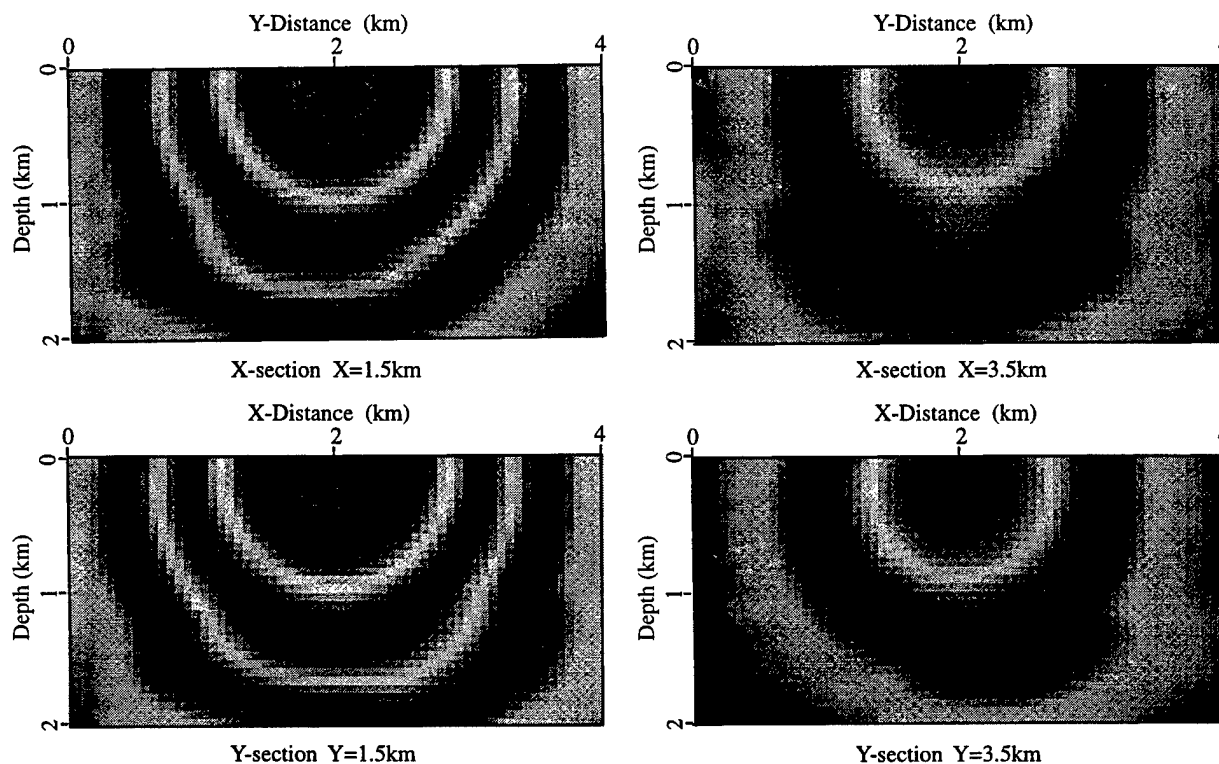 Y-Distance (km)
0 2 4
0
1
2
Depth (km)
X-section X=1.5km
Y-Distance (km)
0 2 4
0
1
2
Depth (km)
X-section X=3.5km
X-Distance (km)
0 2 4
0
1
2
Depth (km)
Y-section Y=1.5km
X-Distance (km)
0 2 4
0
1
2
Depth (km)
Y-section Y=3.5km